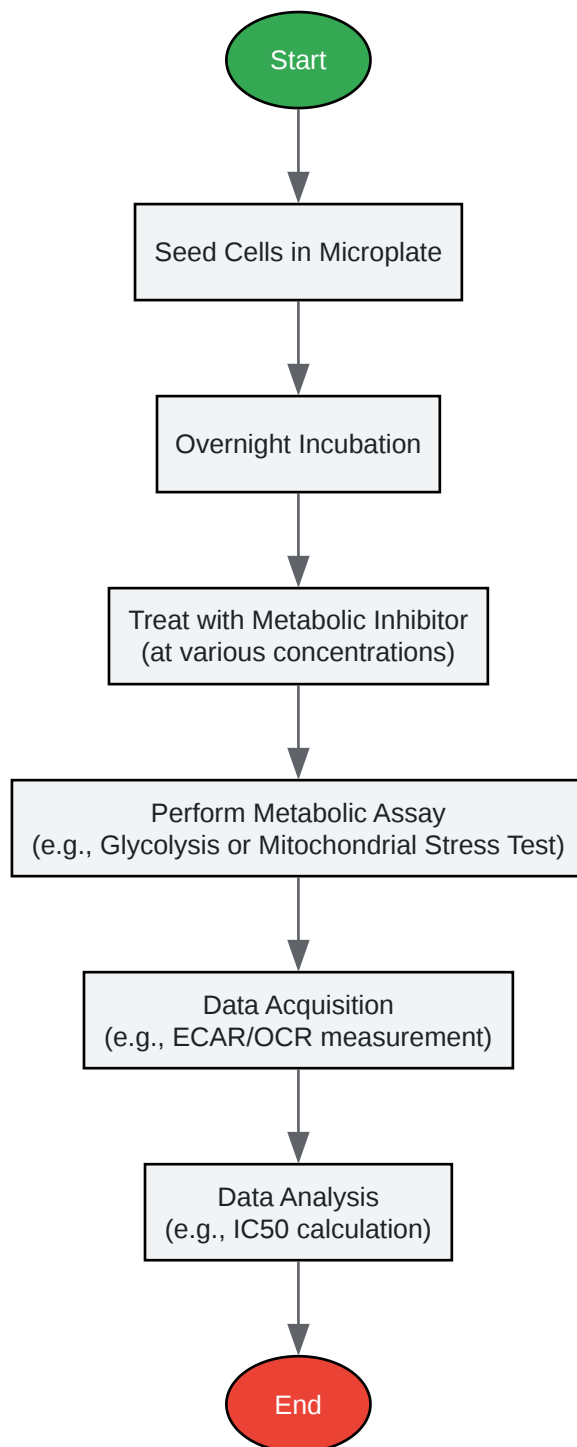 Start
Seed Cells in Microplate
Overnight Incubation
Treat with Metabolic Inhibitor
(at various concentrations)
Perform Metabolic Assay
(e.g., Glycolysis or Mitochondrial Stress Test)
Data Acquisition
(e.g., ECAR/OCR measurement)
Data Analysis
(e.g., IC50 calculation)
End